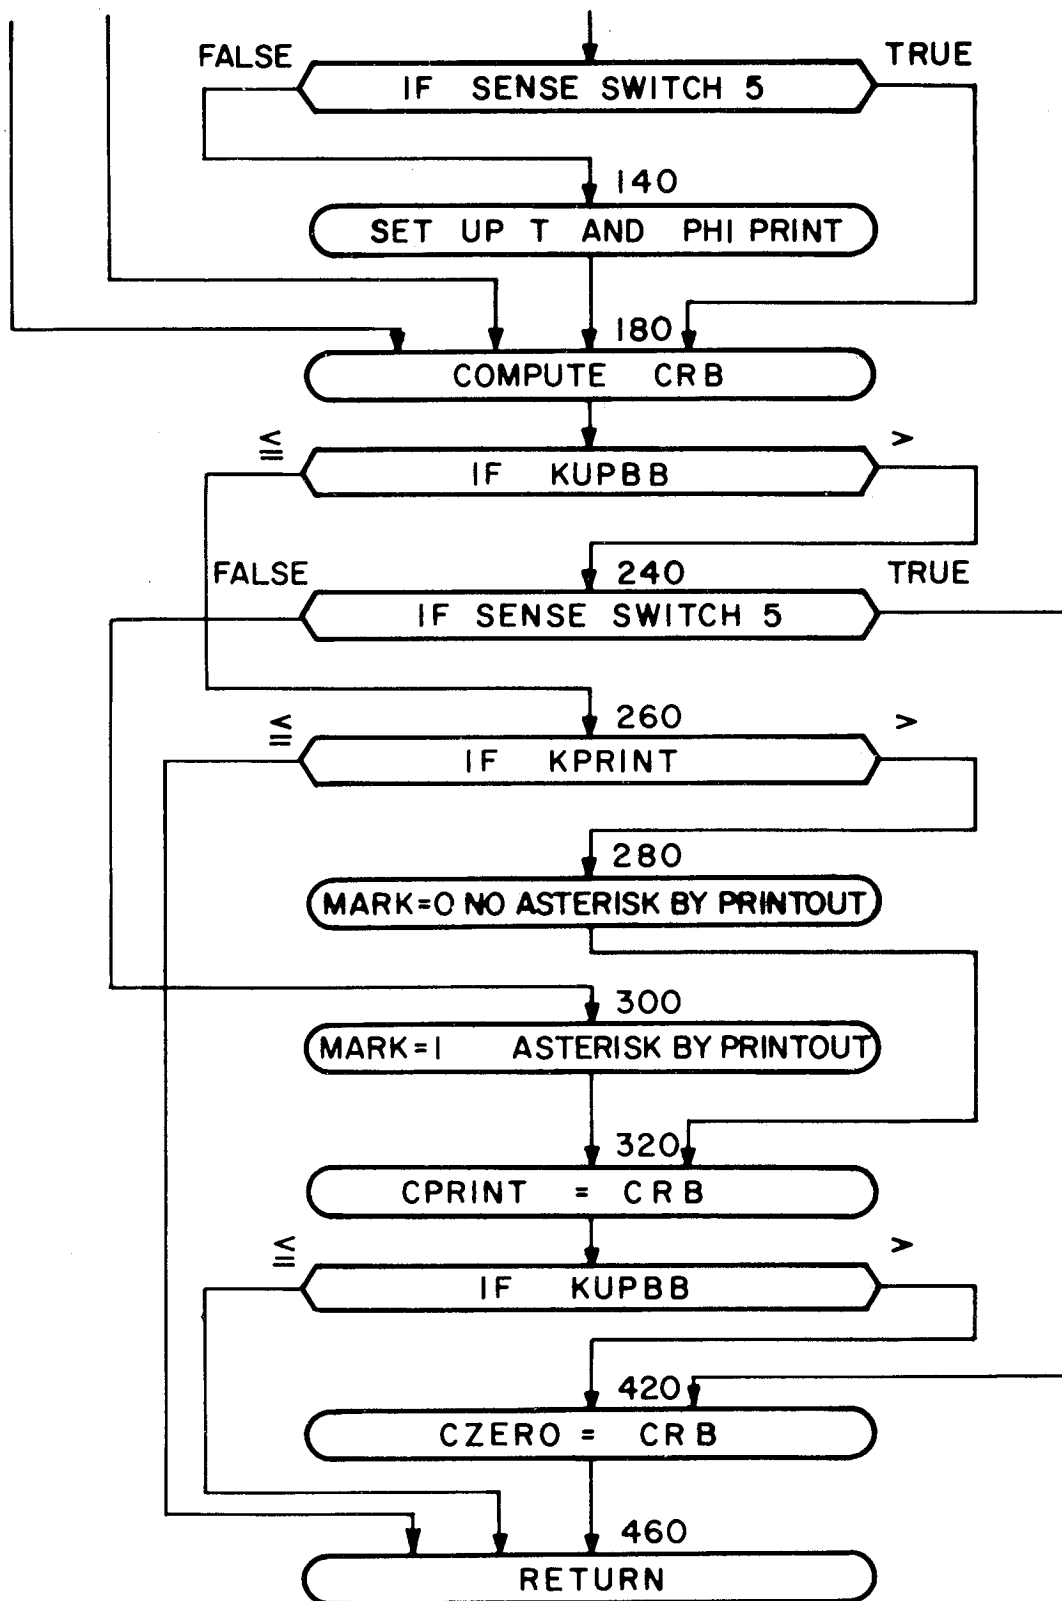 FALSE
TRUE
IF SENSE SWITCH 5
140
SET UP T AND PHI PRINT
180
COMPUTE CRB
≦
>
IF KUPBB
FALSE
240
TRUE
IF SENSE SWITCH 5
≦
260
>
IF KPRINT
280
MARK=0 NO ASTERISK BY PRINTOUT
300
MARK=1 ASTERISK BY PRINTOUT
320
CPRINT = CRB
≦
>
IF KUPBB
420
CZERO = CRB
460
RETURN